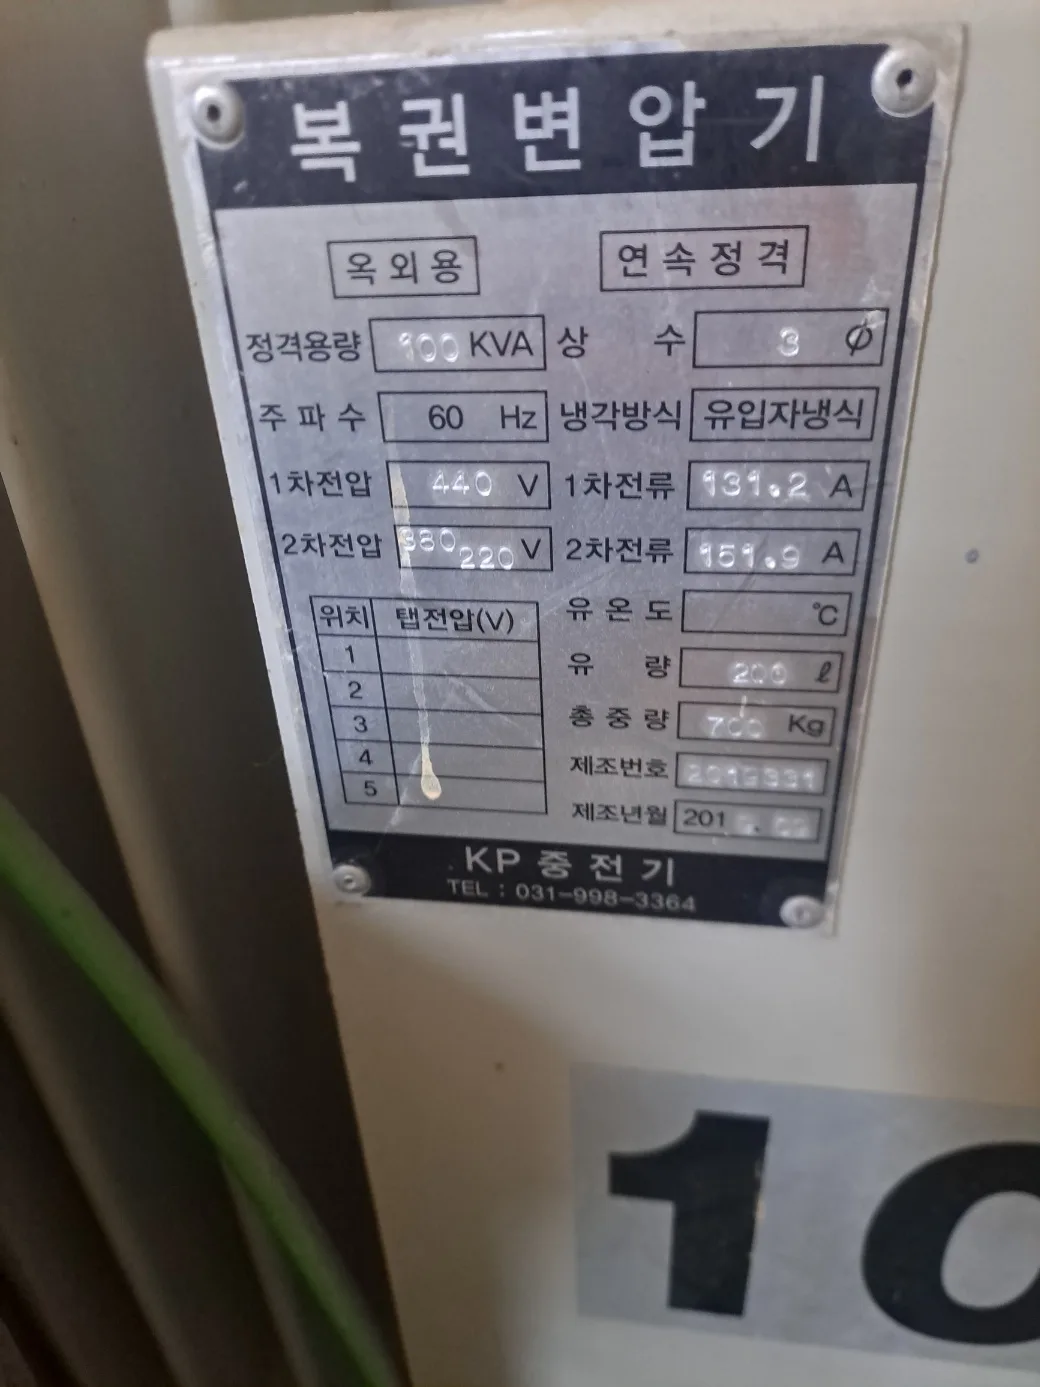 복권변압기
옥외용 연속정격
정격용량 100 KVA 상 수 3 Ø
주파수 60 Hz 냉각방식 유입자냉식
1차전압 440 V 1차전류 131.2 A
2차전압 380 220 V 2차전류 151.9 A
위치 탭전압(V) 유온도 ℃
1
2
3
4
5
유 량 200 ℓ
총중량 700 Kg
제조번호
제조년월 201
KP 중전기
TEL : 031-998-3364
10